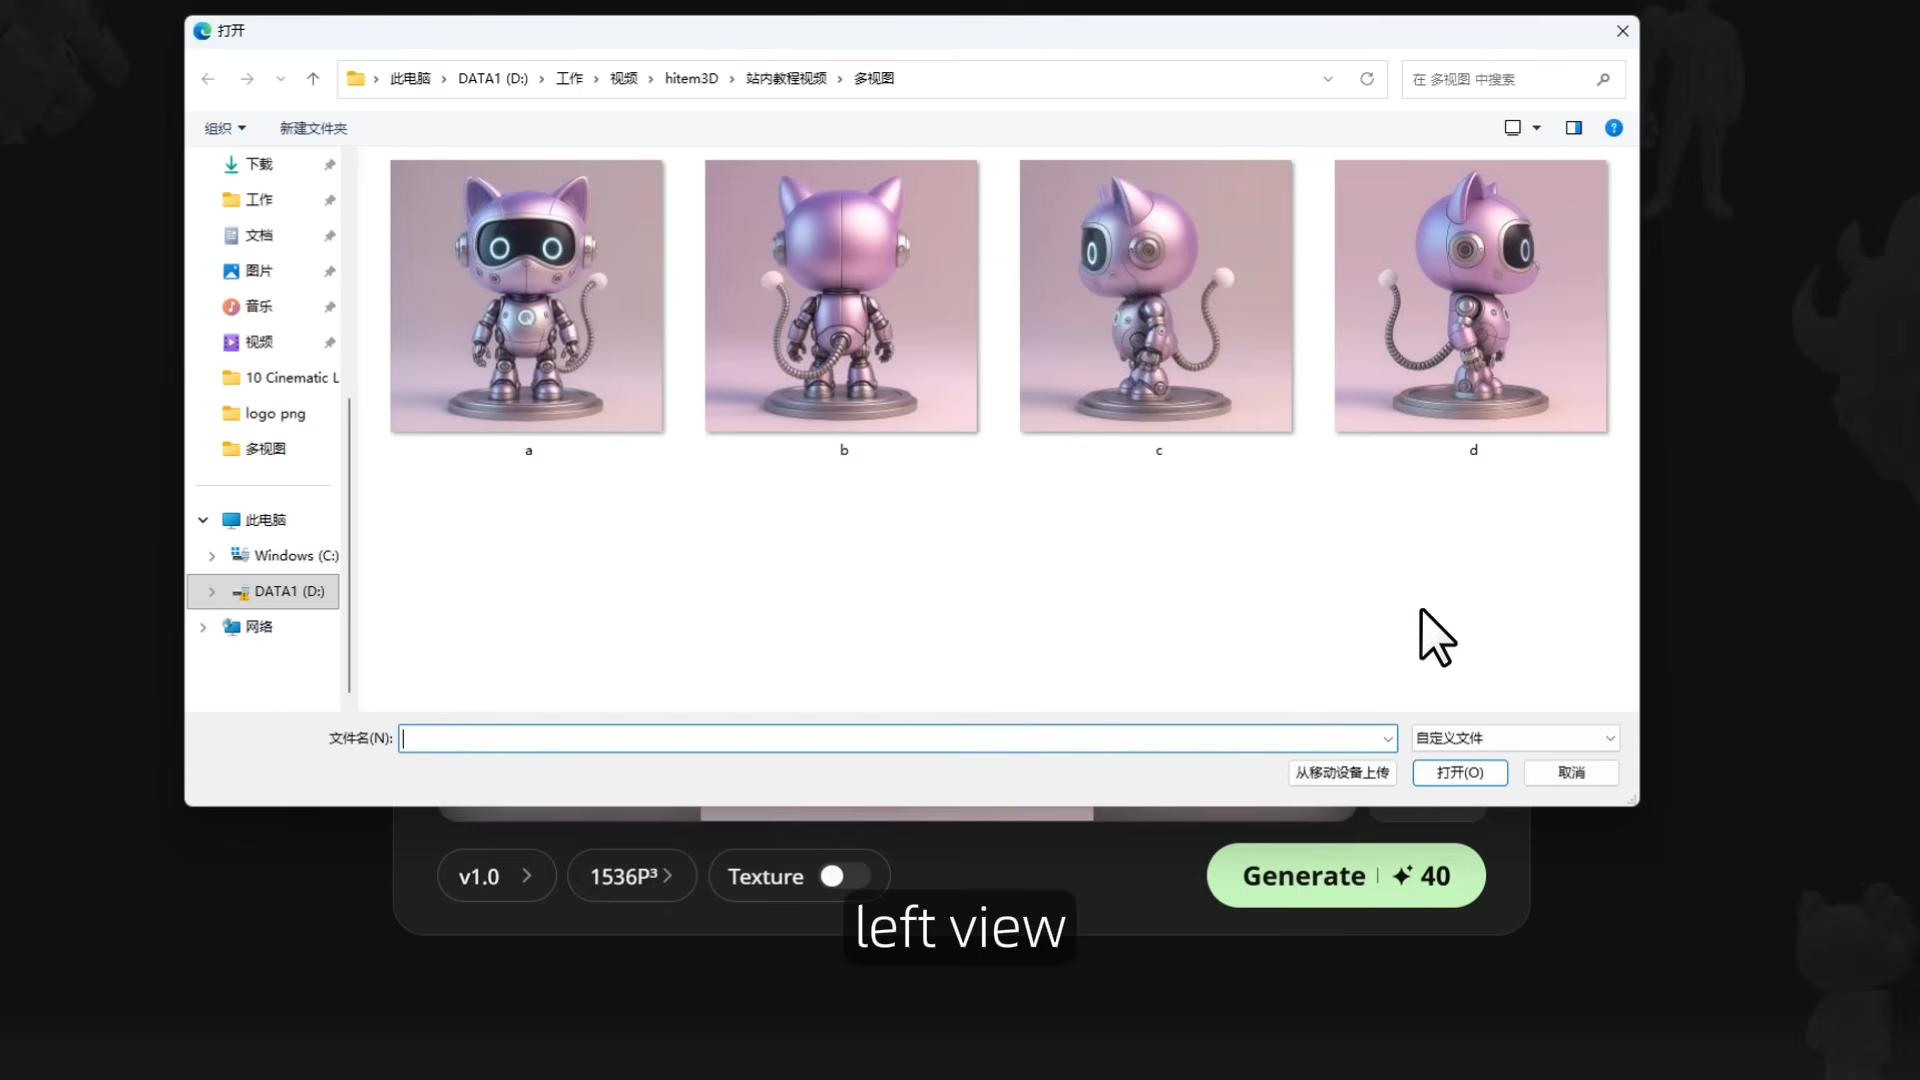 打开
此电脑 > DATA1 (D:) > 工作 > 视频 > hitem3D > 站内教程视频 > 多视图
在 多视图 中搜索
组织
新建文件夹
下载
工作
文档
图片
音乐
视频
10 Cinematic L
logo png
多视图
此电脑
Windows (C:)
DATA1 (D:)
网络
Q
a
b
c
d
文件名(N):
自定义文件
从移动设备上传
打开(O)
取消
v1.0 >
1536P³ >
Texture
Generate | 40
left view